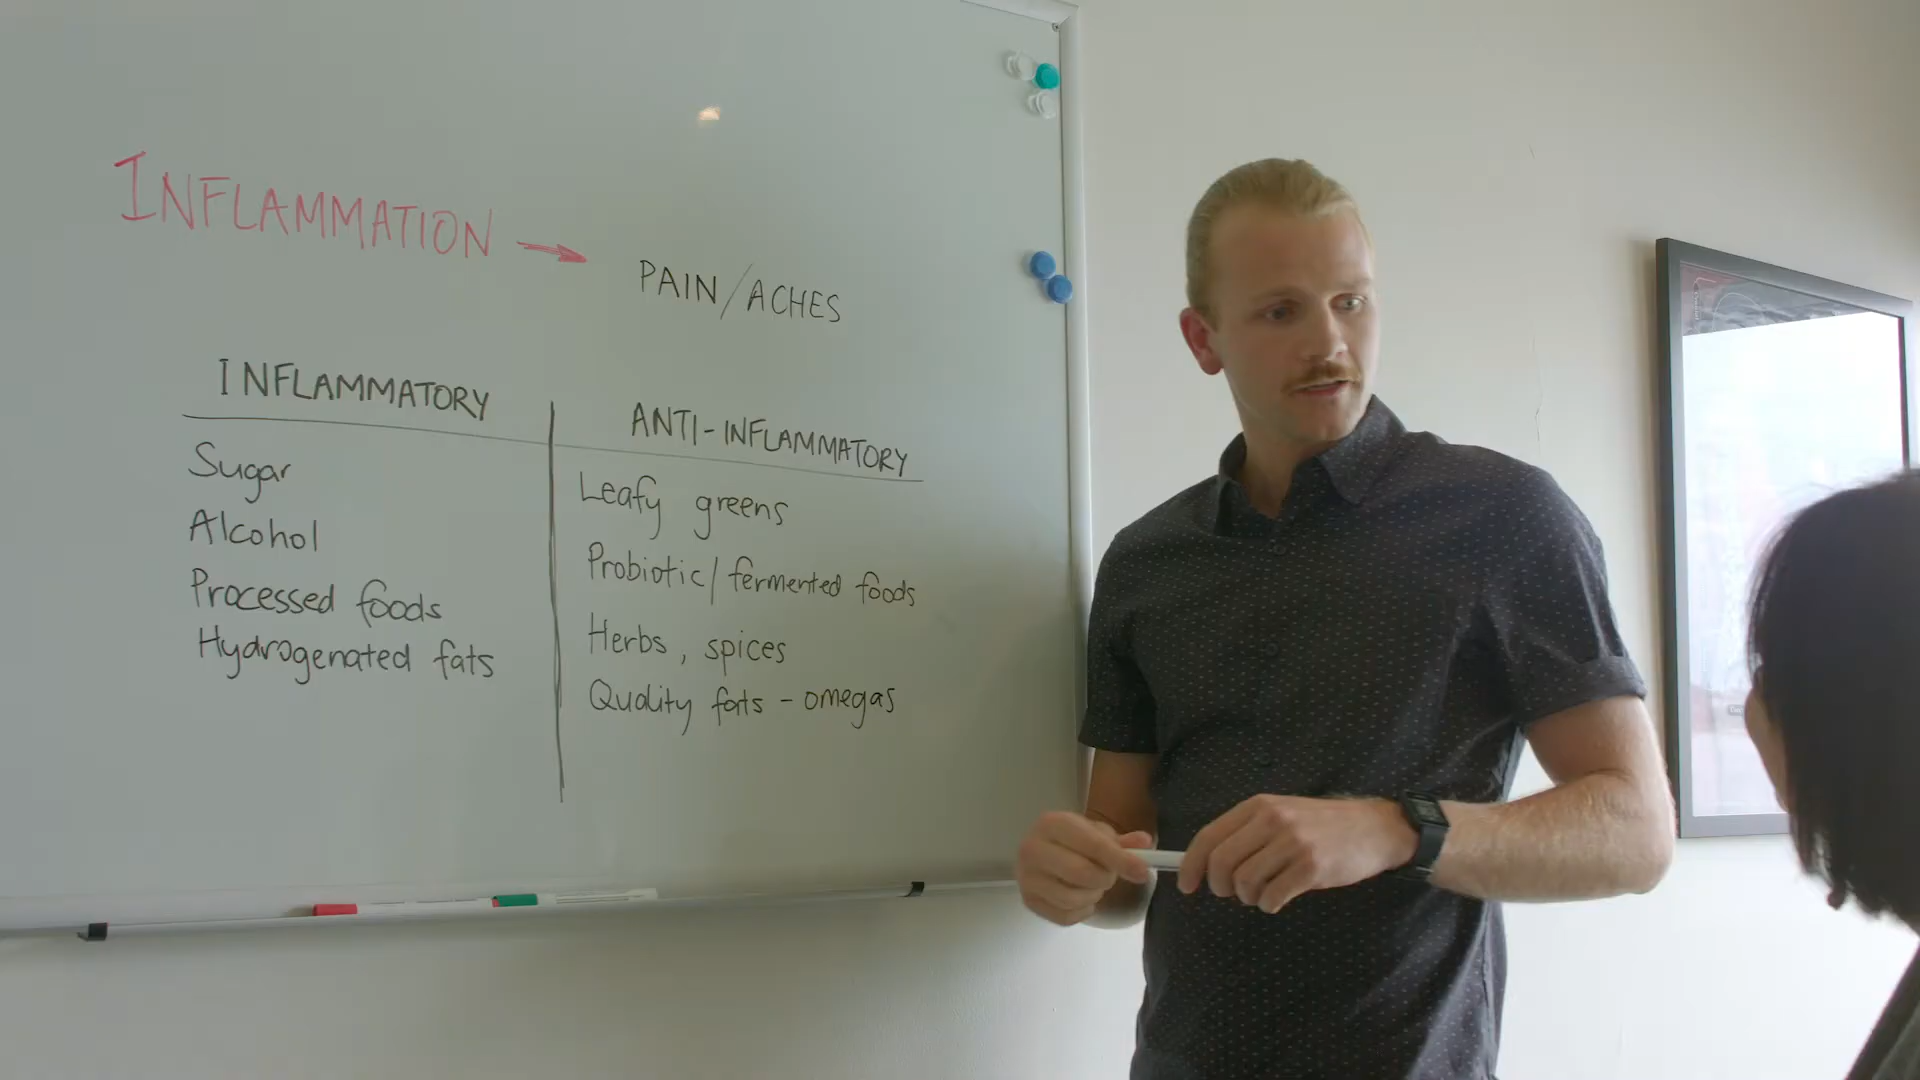 INFLAMMATION →
PAIN/ACHES
INFLAMMATORY
Sugar
Alcohol
Processed foods
Hydrogenated fats
ANTI-INFLAMMATORY
Leafy greens
Probiotic/fermented foods
Herbs, spices
Quality fats - omegas